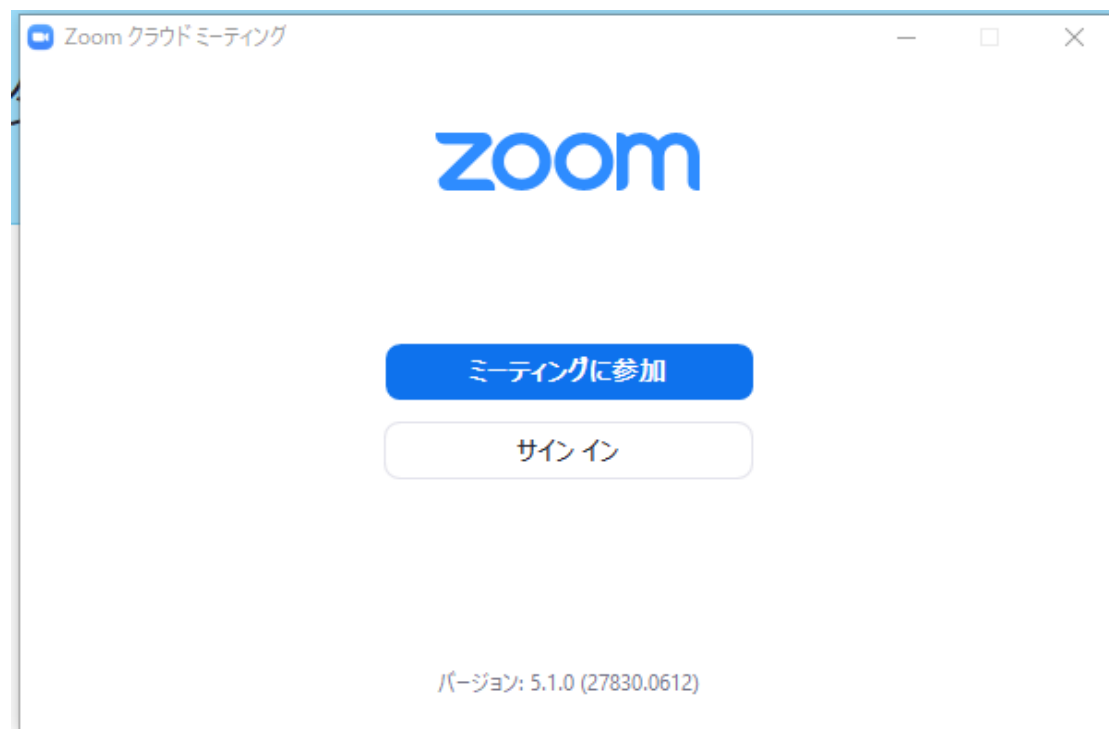 Zoom クラウド ミーティング
zoom
ミーティングに参加
サイン イン
バージョン: 5.1.0 (27830.0612)